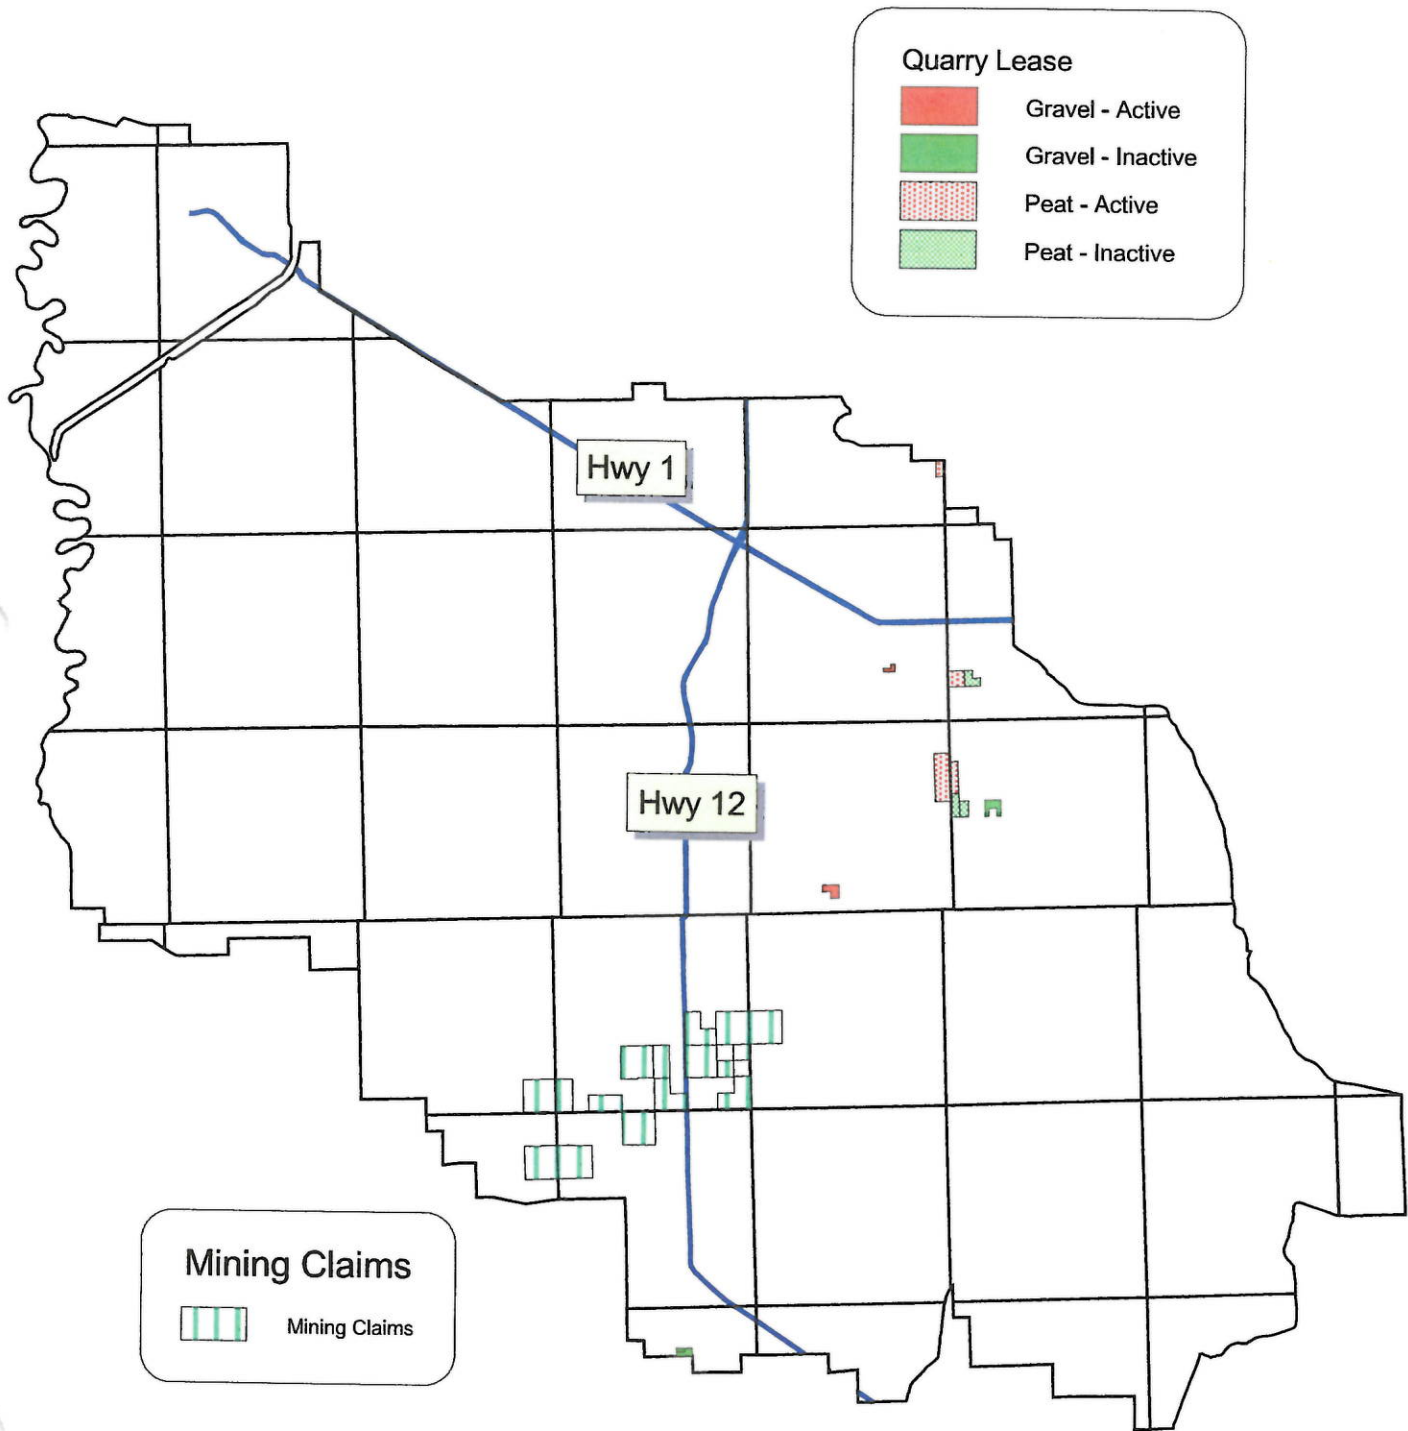 Quarry Lease
Gravel - Active
Gravel - Inactive
Peat - Active
Peat - Inactive
Hwy 1
Hwy 12
Mining Claims
Mining Claims